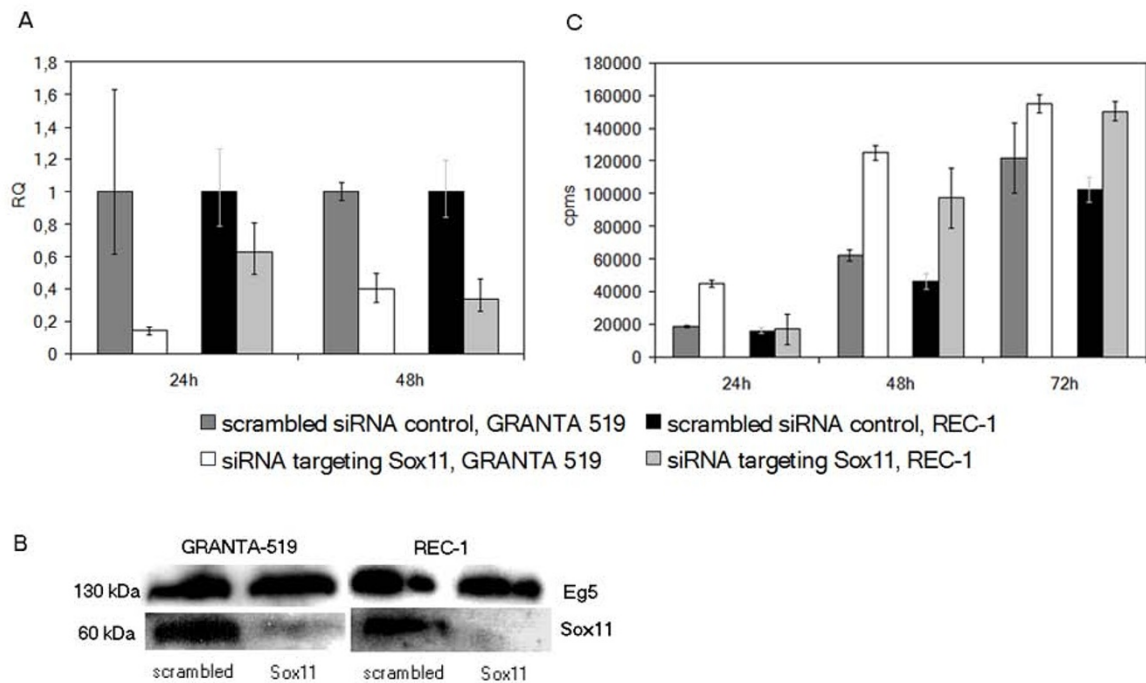 A
1,8
1,6
1,4
1,2
1
0,8
0,6
0,4
0,2
0
RQ
24h
48h
C
180000
160000
140000
120000
100000
80000
60000
40000
20000
0
cpms
24h
48h
72h
scrambled siRNA control, GRANTA 519
scrambled siRNA control, REC-1
siRNA targeting Sox11, GRANTA 519
siRNA targeting Sox11, REC-1
B
GRANTA-519
REC-1
130 kDa
Eg5
60 kDa
Sox11
scrambled
Sox11
scrambled
Sox11